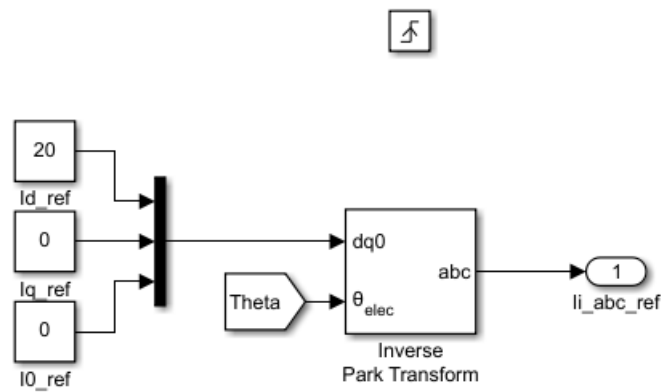 20
Id_ref
0
Iq_ref
0
I0_ref
Theta
dq0
θelec
abc
Inverse
Park Transform
1
Ii_abc_ref